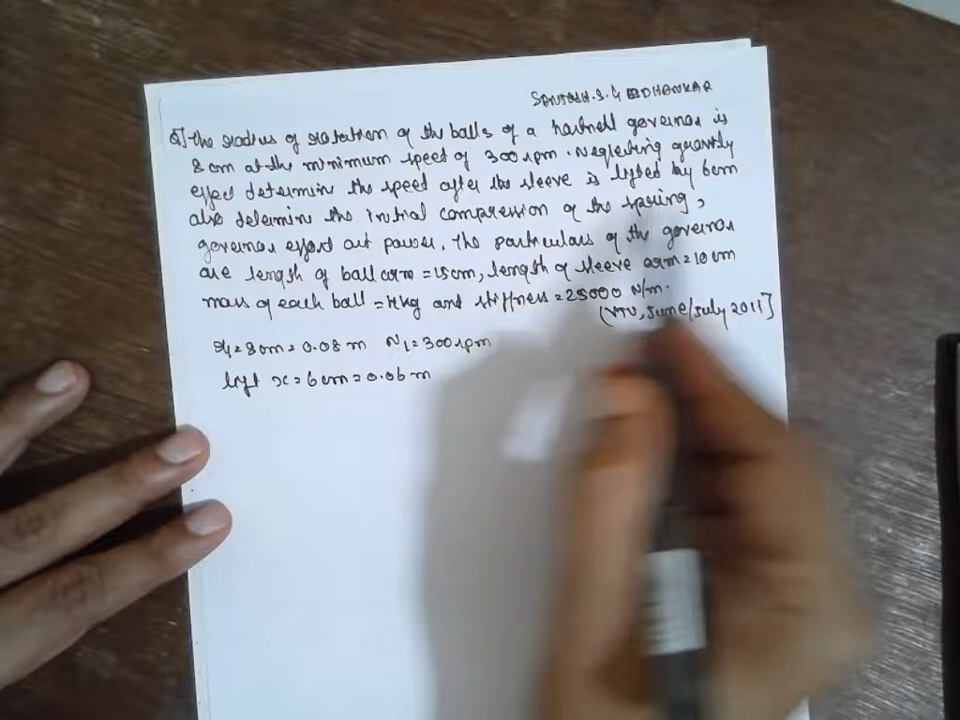 SANTOSH.S.G BDHANKAR
Q] The radius of rotation of the balls of a hartnell governor is
8 cm at the minimum speed of 300 rpm. Neglecting gravity
effect determin the speed after the sleeve is lifted by 6cm
also determin the initial compression of the spring,
governor effort and power. The particulars of the governor
are length of ball arm = 15cm, length of sleeve arm = 10 cm
mass of each ball = 4kg and stiffness = 25000 N/m.
[VTU, June/July 2011]
r1 = 8cm = 0.08 m N1 = 300 rpm
lift x = 6cm = 0.06 m